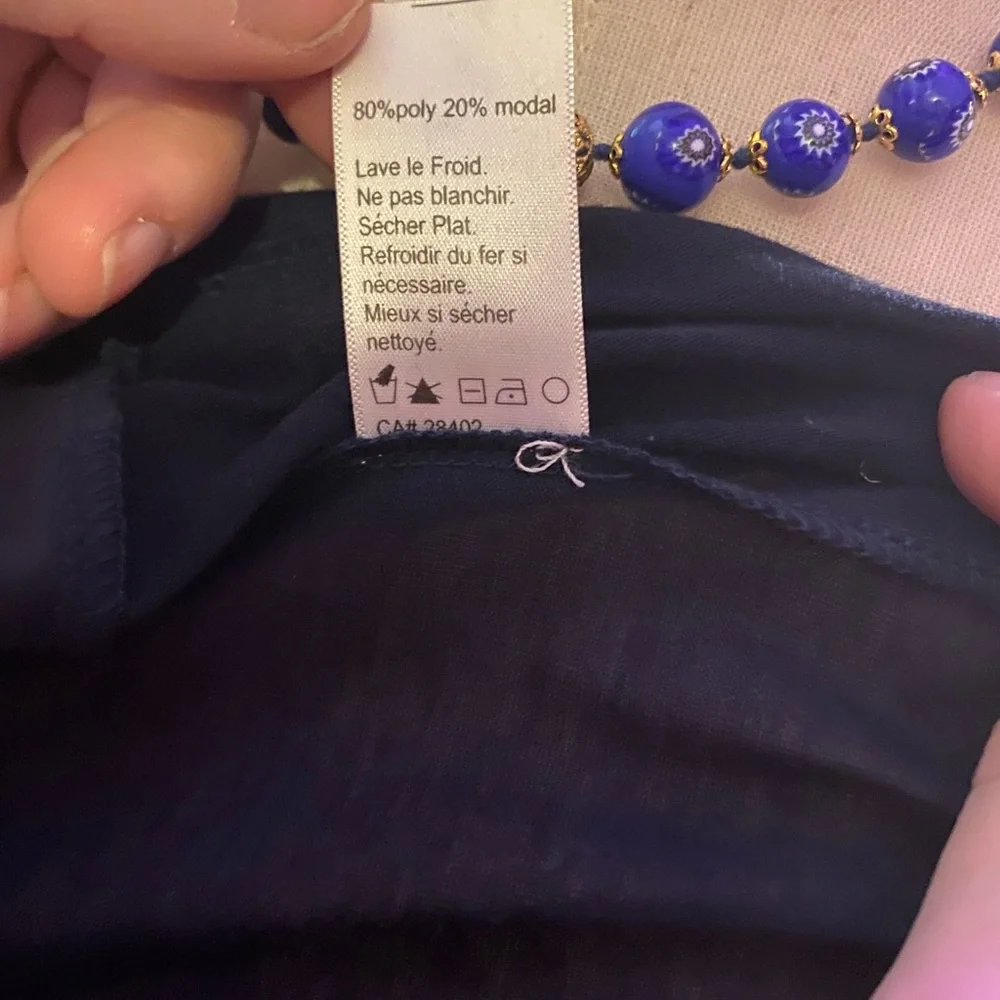 80%poly 20% modal
Lave le Froid.
Ne pas blanchir.
Sécher Plat.
Refroidir du fer si
nécessaire.
Mieux si sécher
nettoyé.
CA# 28402